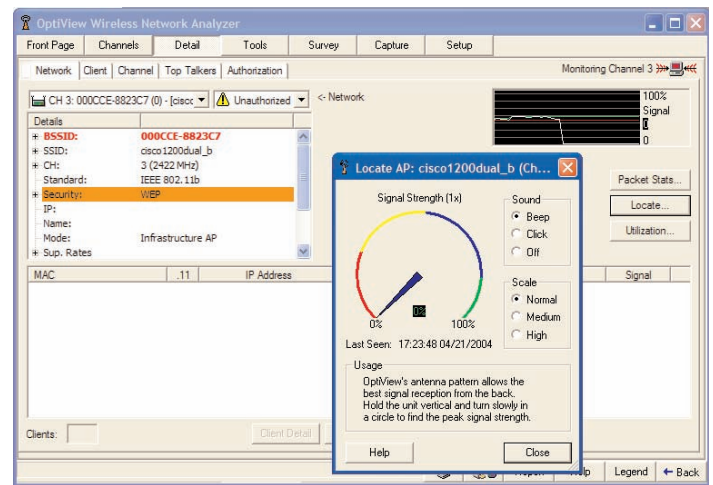 OptiView Wireless Network Analyzer
Front Page Channels Detail Tools Survey Capture Setup
Network Client Channel Top Talkers Authorization Monitoring Channel 3
CH 3: 000CCE-8823C7 (0) - [cisco Unauthorized <- Network
100%
Signal
0
0
Details
BSSID: 000CCE-8823C7
SSID: cisco1200dual_b
CH: 3 (2422 MHz)
Standard: IEEE 802.11b
Security: WEP
IP:
Name:
Mode: Infrastructure AP
Sup. Rates
Packet Stats...
Locate...
Utilization...
MAC .11 IP Address Signal
Clients: Client Detail
Locate AP: cisco1200dual_b (Ch...
Signal Strength (1x)
0%
0% 100%
Last Seen: 17:23:48 04/21/2004
Sound
Beep
Click
Off
Scale
Normal
Medium
High
Usage
OptiView's antenna pattern allows the
best signal reception from the back.
Hold the unit vertical and turn slowly in
a circle to find the peak signal strength.
Help Close
Legend Back